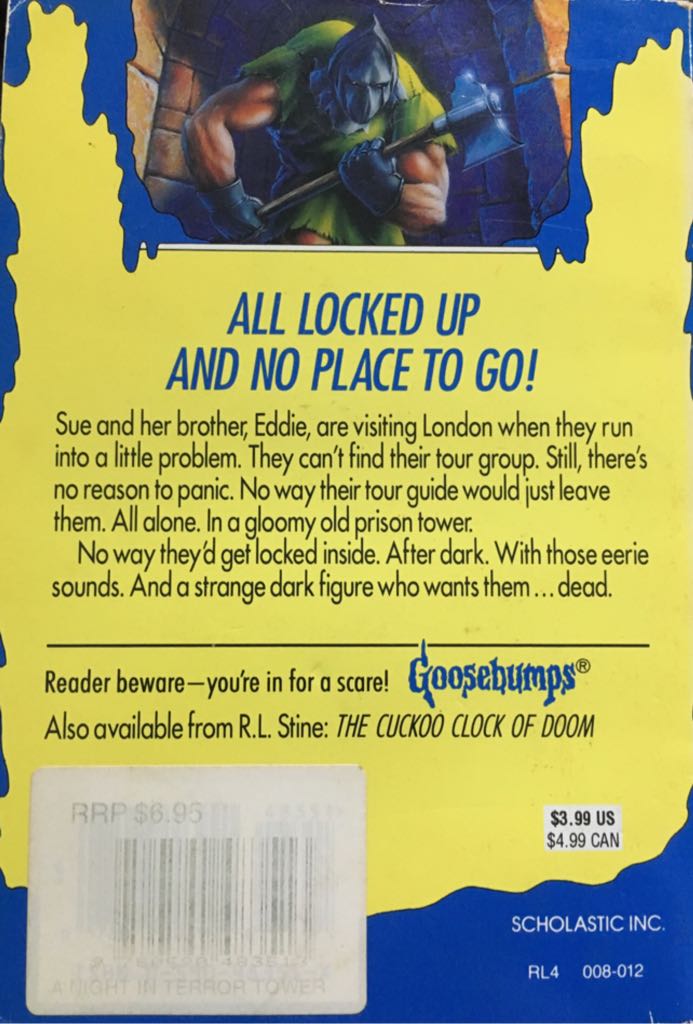 ALL LOCKED UP
AND NO PLACE TO GO!
Sue and her brother, Eddie, are visiting London when they run
into a little problem. They can't find their tour group. Still, there's
no reason to panic. No way their tour guide would just leave
them. All alone. In a gloomy old prison tower.
No way they'd get locked inside. After dark. With those eerie
sounds. And a strange dark figure who wants them...dead.
Reader beware—you're in for a scare! Goosebumps®
Also available from R.L. Stine: THE CUCKOO CLOCK OF DOOM
RRP $6.95
$3.99 US
$4.99 CAN
SCHOLASTIC INC.
RL4 008-012
A NIGHT IN TERROR TOWER